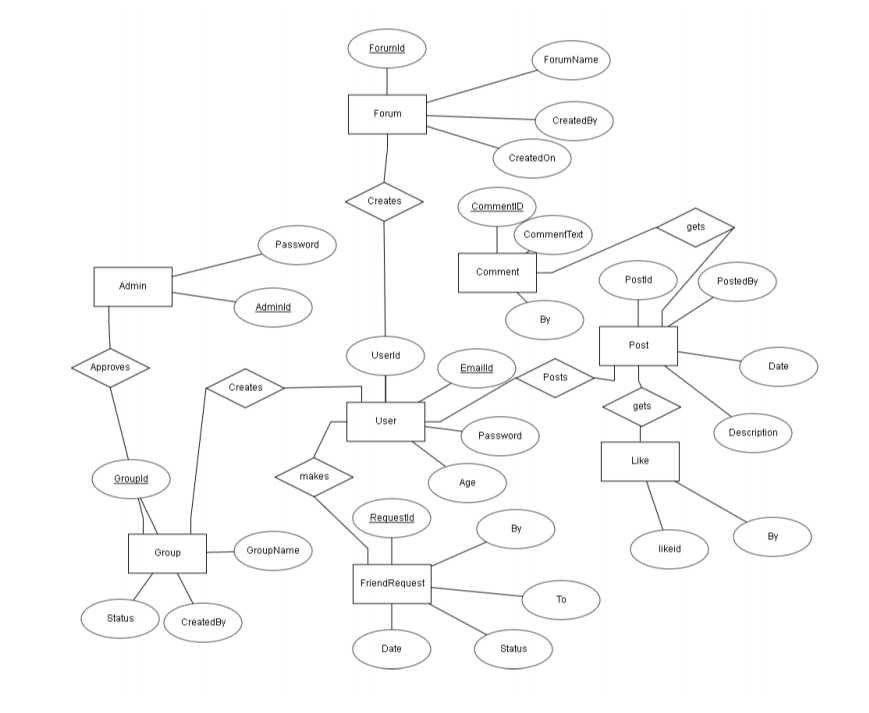 ForumId
ForumName
Forum
CreatedBy
CreatedOn
Creates
CommentID
CommentText
gets
Password
Comment
PostId
PostedBy
Admin
AdminId
By
Post
UserId
EmailId
Date
Approves
Creates
Posts
gets
User
Password
Description
Like
GroupId
makes
Age
RequestId
By
likeid
By
Group
GroupName
FriendRequest
To
Status
CreatedBy
Date
Status